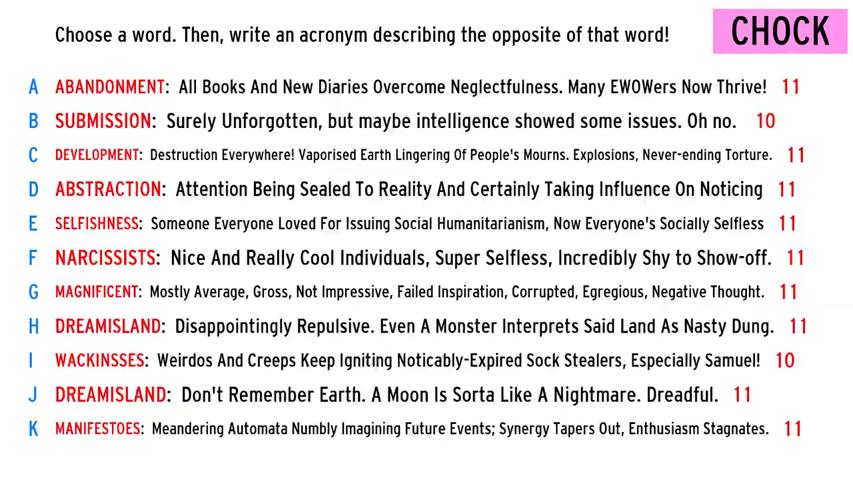 Choose a word. Then, write an acronym describing the opposite of that word!
CHOCK
A ABANDONMENT: All Books And New Diaries Overcome Neglectfulness. Many EWOWers Now Thrive! 11
B SUBMISSION: Surely Unforgotten, but maybe intelligence showed some issues. Oh no. 10
C DEVELOPMENT: Destruction Everywhere! Vaporised Earth Lingering Of People's Mourns. Explosions, Never-ending Torture. 11
D ABSTRACTION: Attention Being Sealed To Reality And Certainly Taking Influence On Noticing 11
E SELFISHNESS: Someone Everyone Loved For Issuing Social Humanitarianism, Now Everyone's Socially Selfless 11
F NARCISSISTS: Nice And Really Cool Individuals, Super Selfless, Incredibly Shy to Show-off. 11
G MAGNIFICENT: Mostly Average, Gross, Not Impressive, Failed Inspiration, Corrupted, Egregious, Negative Thought. 11
H DREAMISLAND: Disappointingly Repulsive. Even A Monster Interprets Said Land As Nasty Dung. 11
I WACKINSSES: Weirdos And Creeps Keep Igniting Noticably-Expired Sock Stealers, Especially Samuel! 10
J DREAMISLAND: Don't Remember Earth. A Moon Is Sorta Like A Nightmare. Dreadful. 11
K MANIFESTOES: Meandering Automata Numbly Imagining Future Events; Synergy Tapers Out, Enthusiasm Stagnates. 11